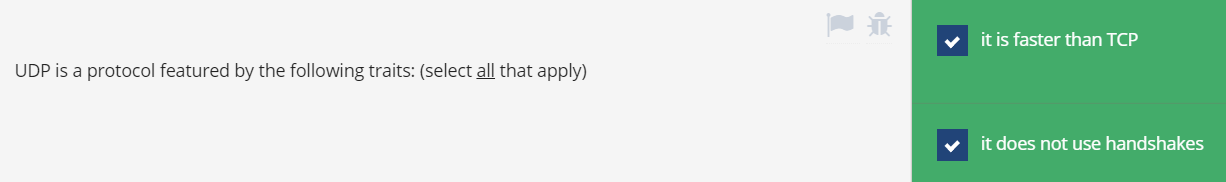 UDP is a protocol featured by the following traits: (select all that apply)
it is faster than TCP
it does not use handshakes